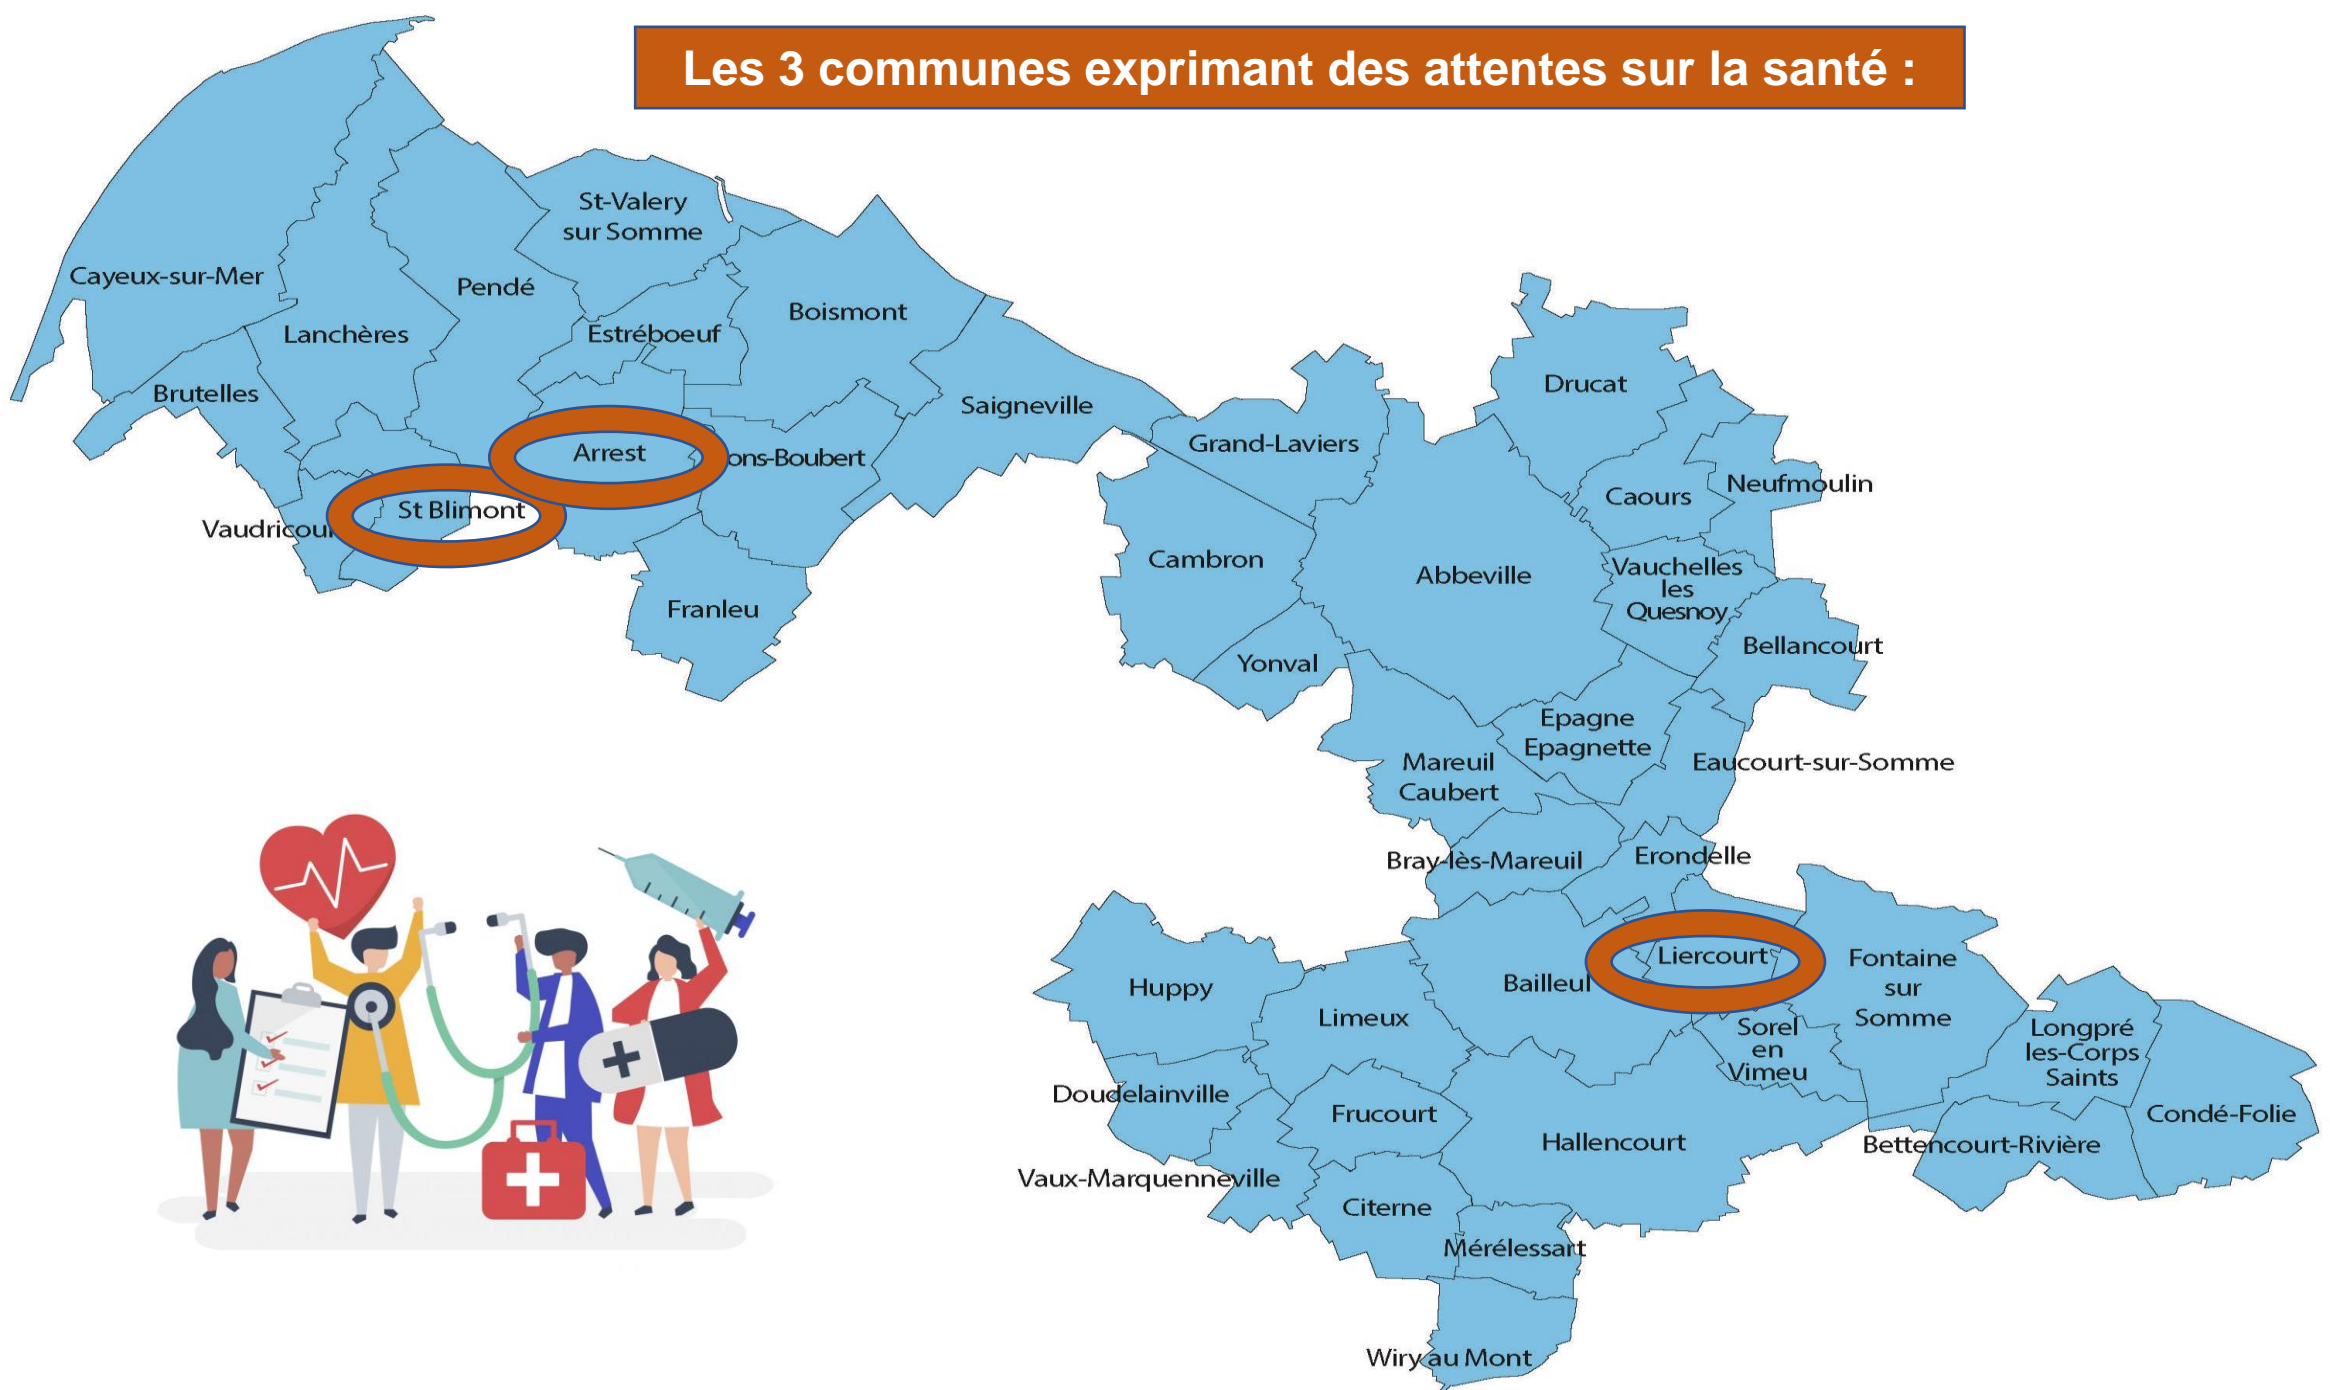 Les 3 communes exprimant des attentes sur la santé :
St-Valery
sur Somme
Cayeux-sur-Mer
Pendé
Boismont
Lanchères
Estréboeuf
Brutelles
Saigneville
Arrest
ons-Boubert
St Blimont
Vaudricour
Franleu
Drucat
Grand-Laviers
Caours
Neufmoulin
Cambron
Abbeville
Vauchelles
les
Quesnoy
Bellancourt
Yonval
Epagne
Epagnette
Mareuil
Caubert
Eaucourt-sur-Somme
Bray-lès-Mareuil
Erondelle
Liercourt
Bailleul
Fontaine
sur
Somme
Huppy
Limeux
Sorel
en
Vimeu
Longpré
les-Corps
Saints
Doudelainville
Frucourt
Hallencourt
Condé-Folie
Bettencourt-Rivière
Vaux-Marquenneville
Citerne
Mérélessart
Wiry au Mont